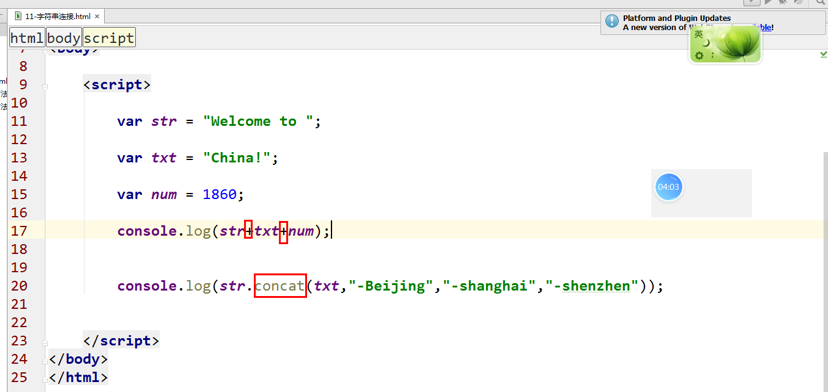 11-字符串连接.html
Platform and Plugin Updates
A new version of
html body script
7 <body>
8
9 <script>
10
11 var str = "Welcome to ";
12
13 var txt = "China!";
14
15 var num = 1860;
16
17 console.log(str+txt+num);
18
19
20 console.log(str.concat(txt,"-Beijing","-shanghai","-shenzhen"));
21
22
23 </script>
24 </body>
25 </html>
英
04:03